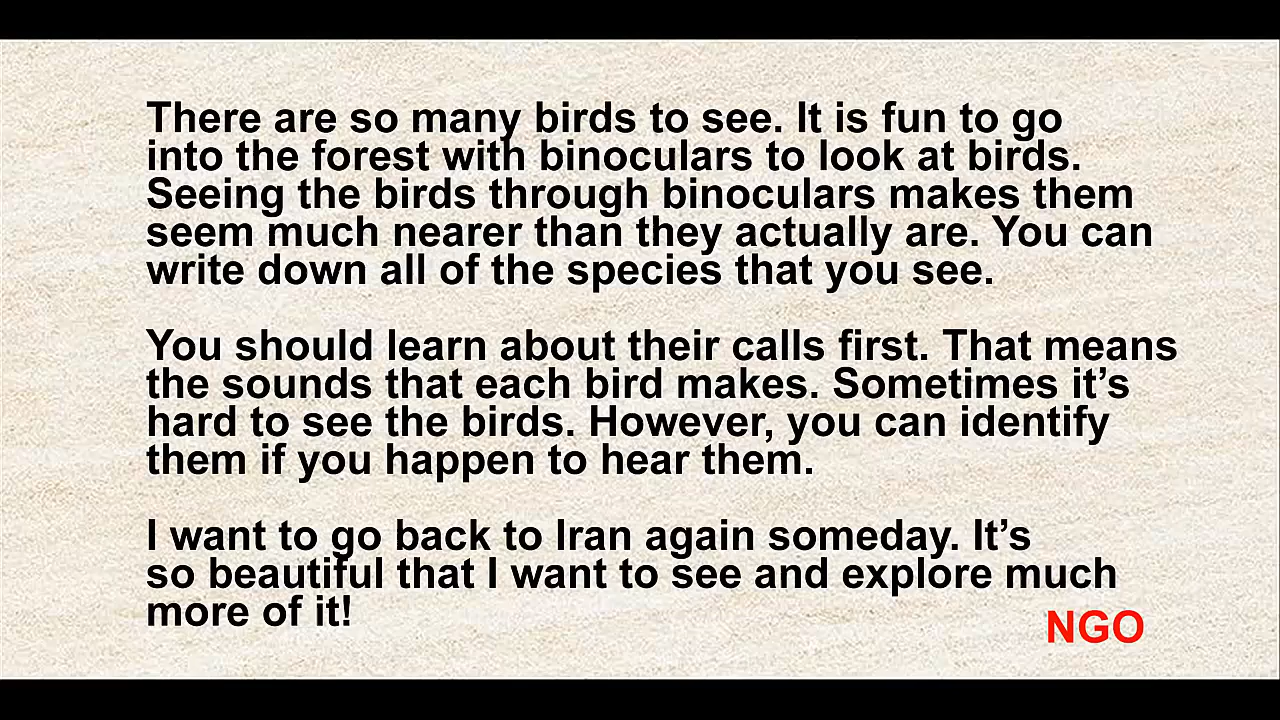 There are so many birds to see. It is fun to go
into the forest with binoculars to look at birds.
Seeing the birds through binoculars makes them
seem much nearer than they actually are. You can
write down all of the species that you see.
You should learn about their calls first. That means
the sounds that each bird makes. Sometimes it’s
hard to see the birds. However, you can identify
them if you happen to hear them.
I want to go back to Iran again someday. It’s
so beautiful that I want to see and explore much
more of it!
NGO